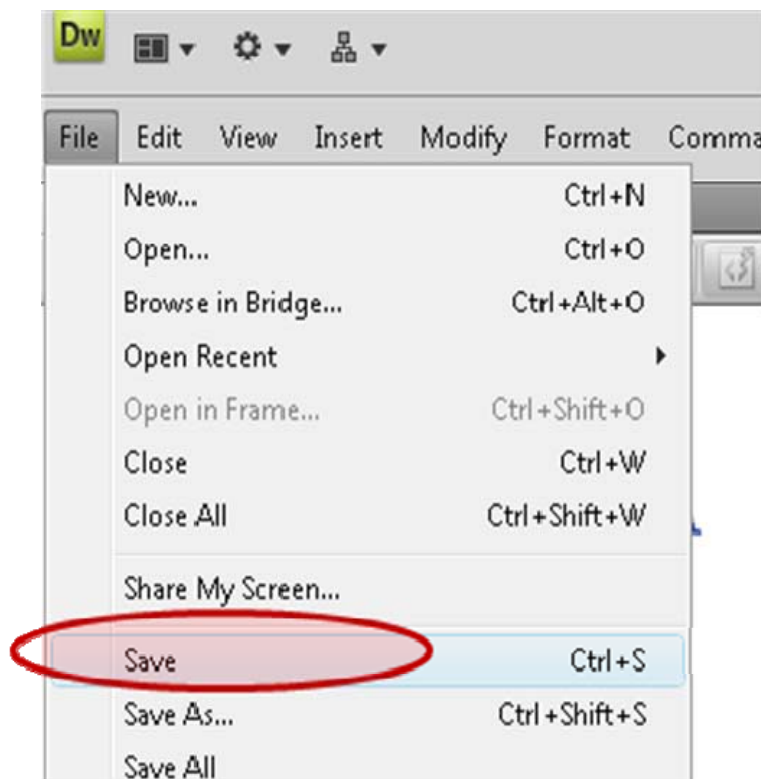 Dw
File Edit View Insert Modify Format Comma
New... Ctrl+N
Open... Ctrl+O
Browse in Bridge... Ctrl+Alt+O
Open Recent
Open in Frame... Ctrl+Shift+O
Close Ctrl+W
Close All Ctrl+Shift+W
Share My Screen...
Save Ctrl+S
Save As... Ctrl+Shift+S
Save All